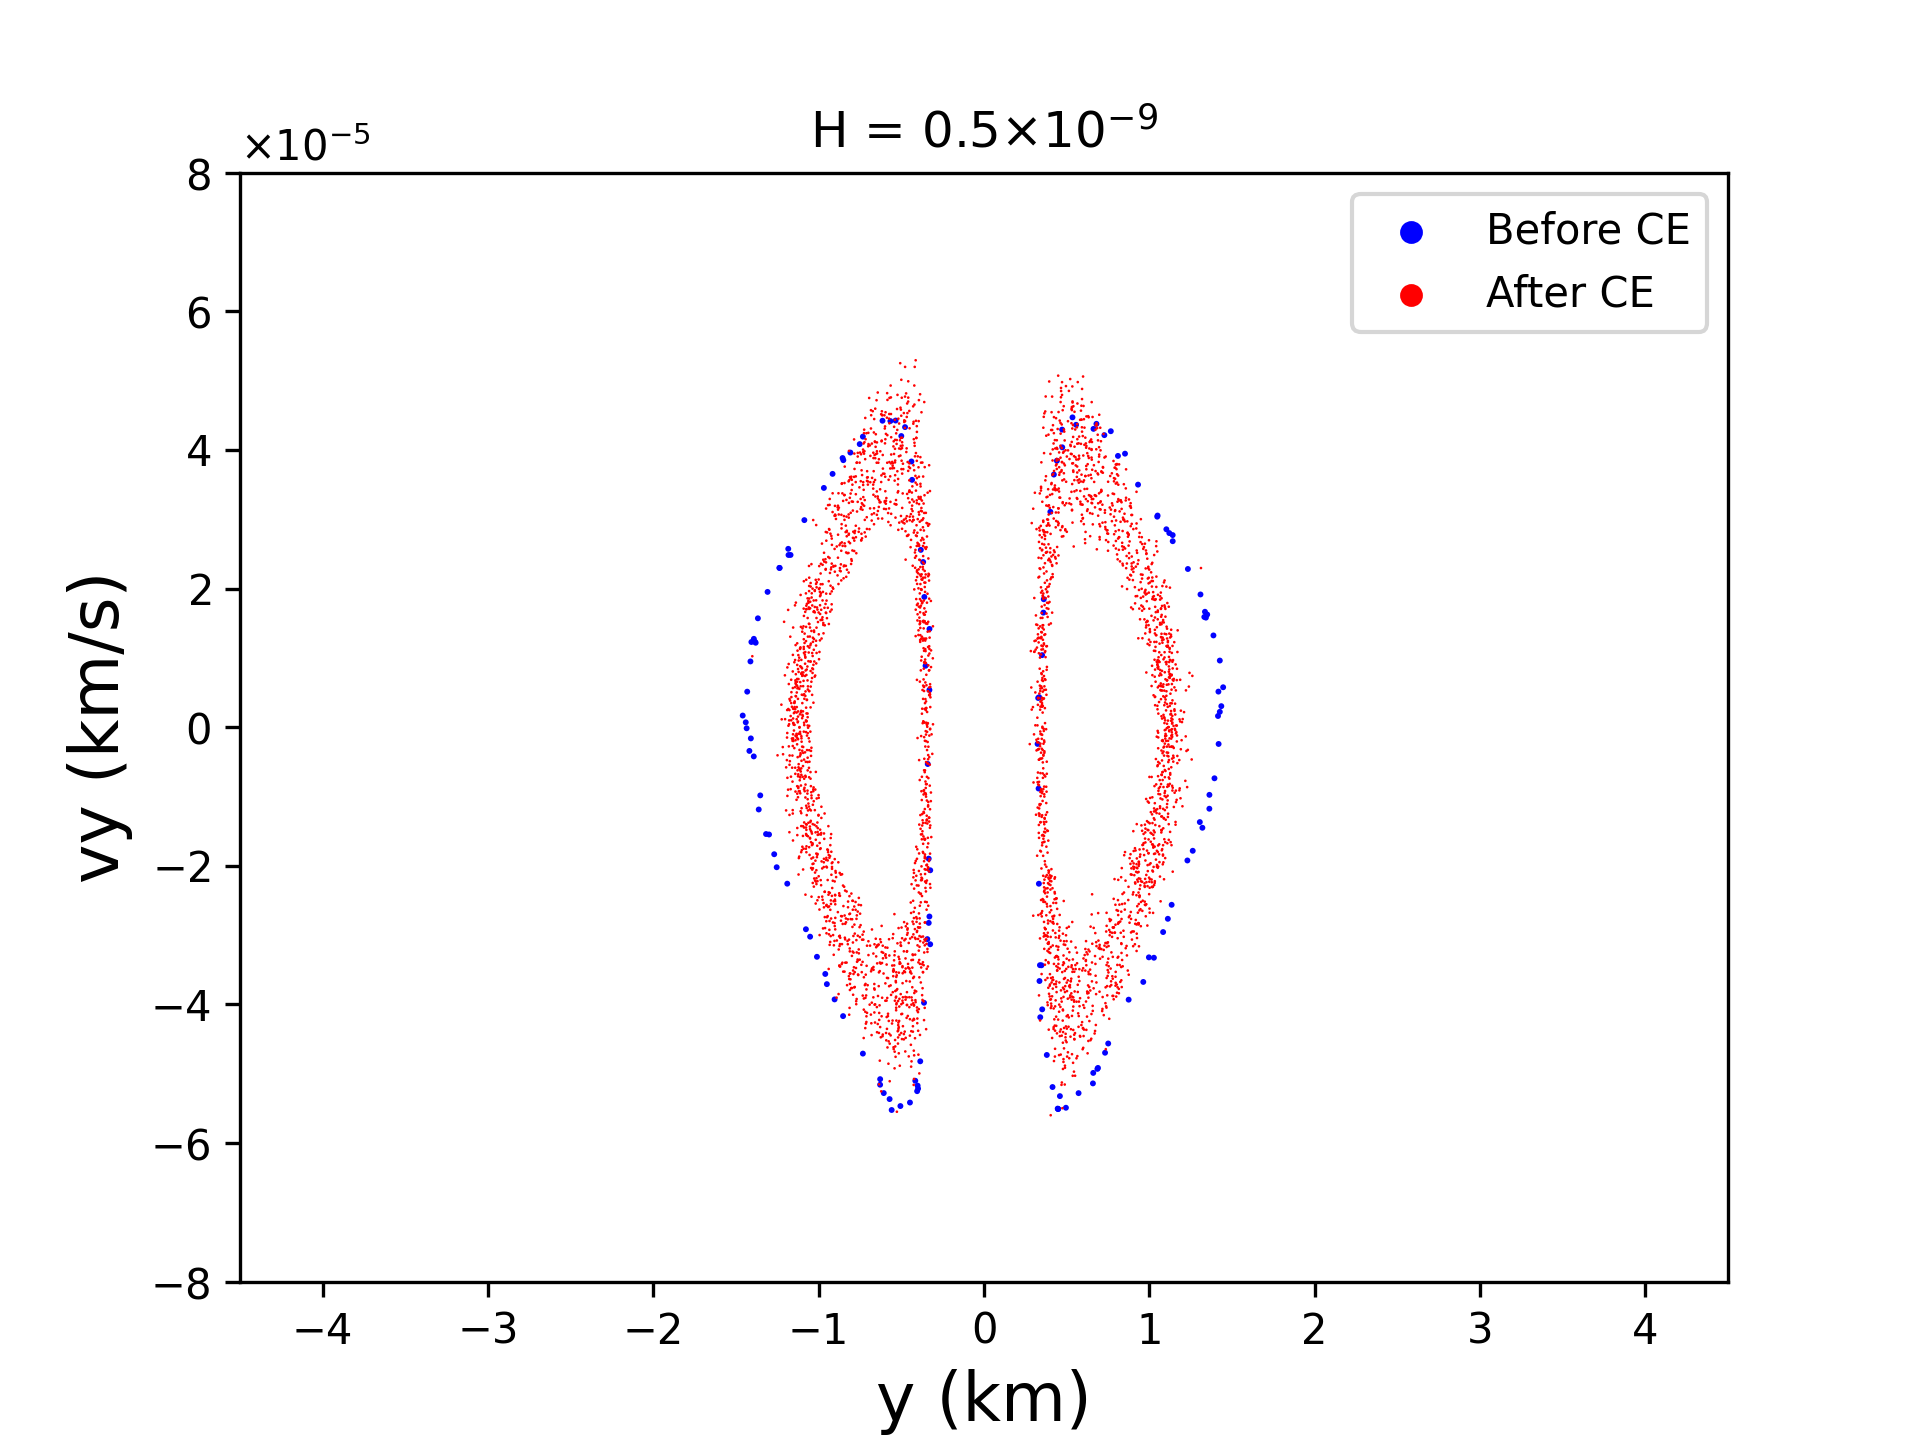 H = 0.5×10⁻⁹
×10⁻⁵
Before CE
After CE
8
6
4
2
0
−2
−4
−6
−8
vy (km/s)
−4 −3 −2 −1 0 1 2 3 4
y (km)